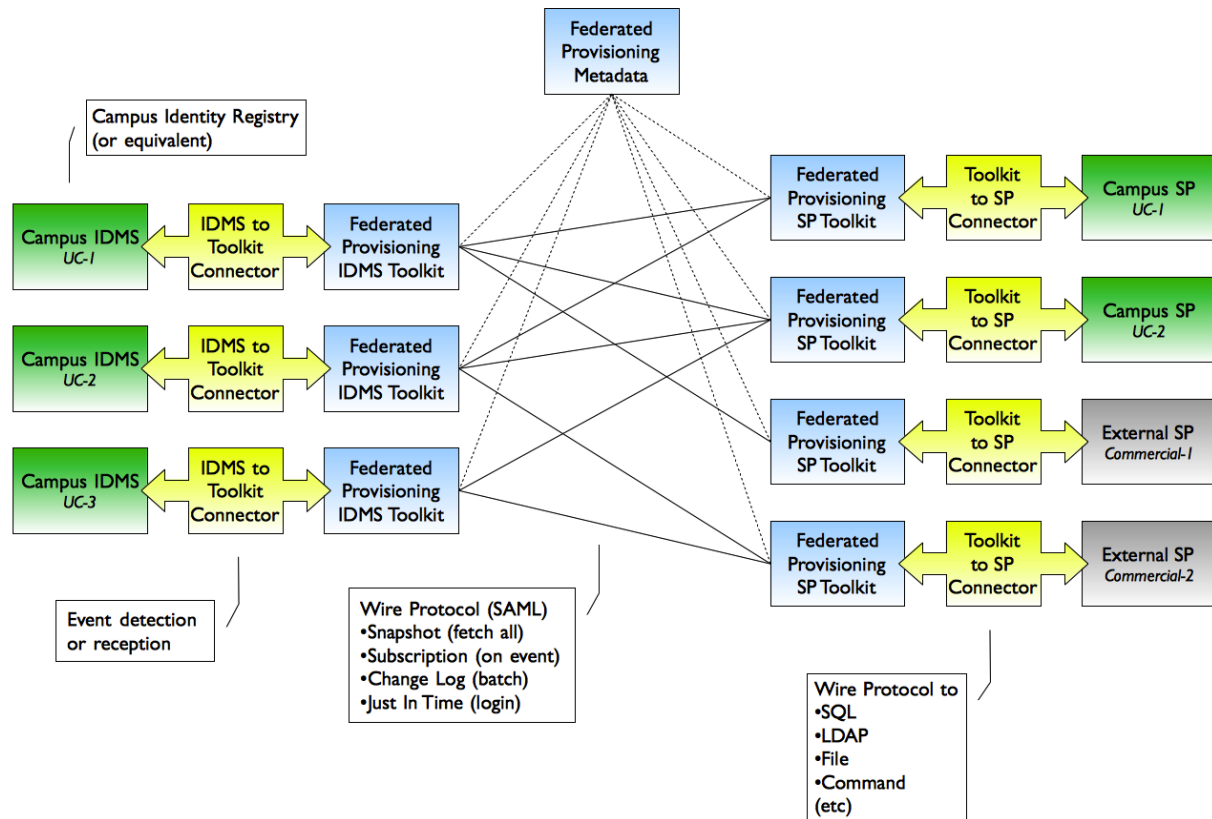 Federated
Provisioning
Metadata
Campus Identity Registry
(or equivalent)
Campus IDMS
UC-1
IDMS to
Toolkit
Connector
Federated
Provisioning
IDMS Toolkit
Campus IDMS
UC-2
IDMS to
Toolkit
Connector
Federated
Provisioning
IDMS Toolkit
Campus IDMS
UC-3
IDMS to
Toolkit
Connector
Federated
Provisioning
IDMS Toolkit
Federated
Provisioning
SP Toolkit
Toolkit
to SP
Connector
Campus SP
UC-1
Federated
Provisioning
SP Toolkit
Toolkit
to SP
Connector
Campus SP
UC-2
Federated
Provisioning
SP Toolkit
Toolkit
to SP
Connector
External SP
Commercial-1
Federated
Provisioning
SP Toolkit
Toolkit
to SP
Connector
External SP
Commercial-2
Event detection
or reception
Wire Protocol (SAML)
•Snapshot (fetch all)
•Subscription (on event)
•Change Log (batch)
•Just In Time (login)
Wire Protocol to
•SQL
•LDAP
•File
•Command
(etc)